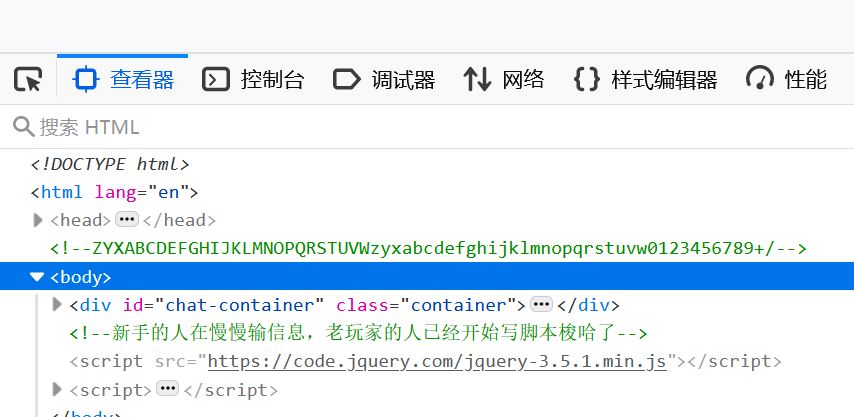 查看器 控制台 调试器 网络 样式编辑器 性能
搜索 HTML
<!DOCTYPE html>
<html lang="en">
<head>•••</head>
<!--ZYXABCDEFGHIJKLMNOPQRSTUVWzyxabcdefghijklmnopqrstuvw0123456789+/-->
<body>
<div id="chat-container" class="container">•••</div>
<!--新手的人在慢慢输信息，老玩家的人已经开始写脚本梭哈了-->
<script src="https://code.jquery.com/jquery-3.5.1.min.js"></script>
<script>•••</script>
</body>